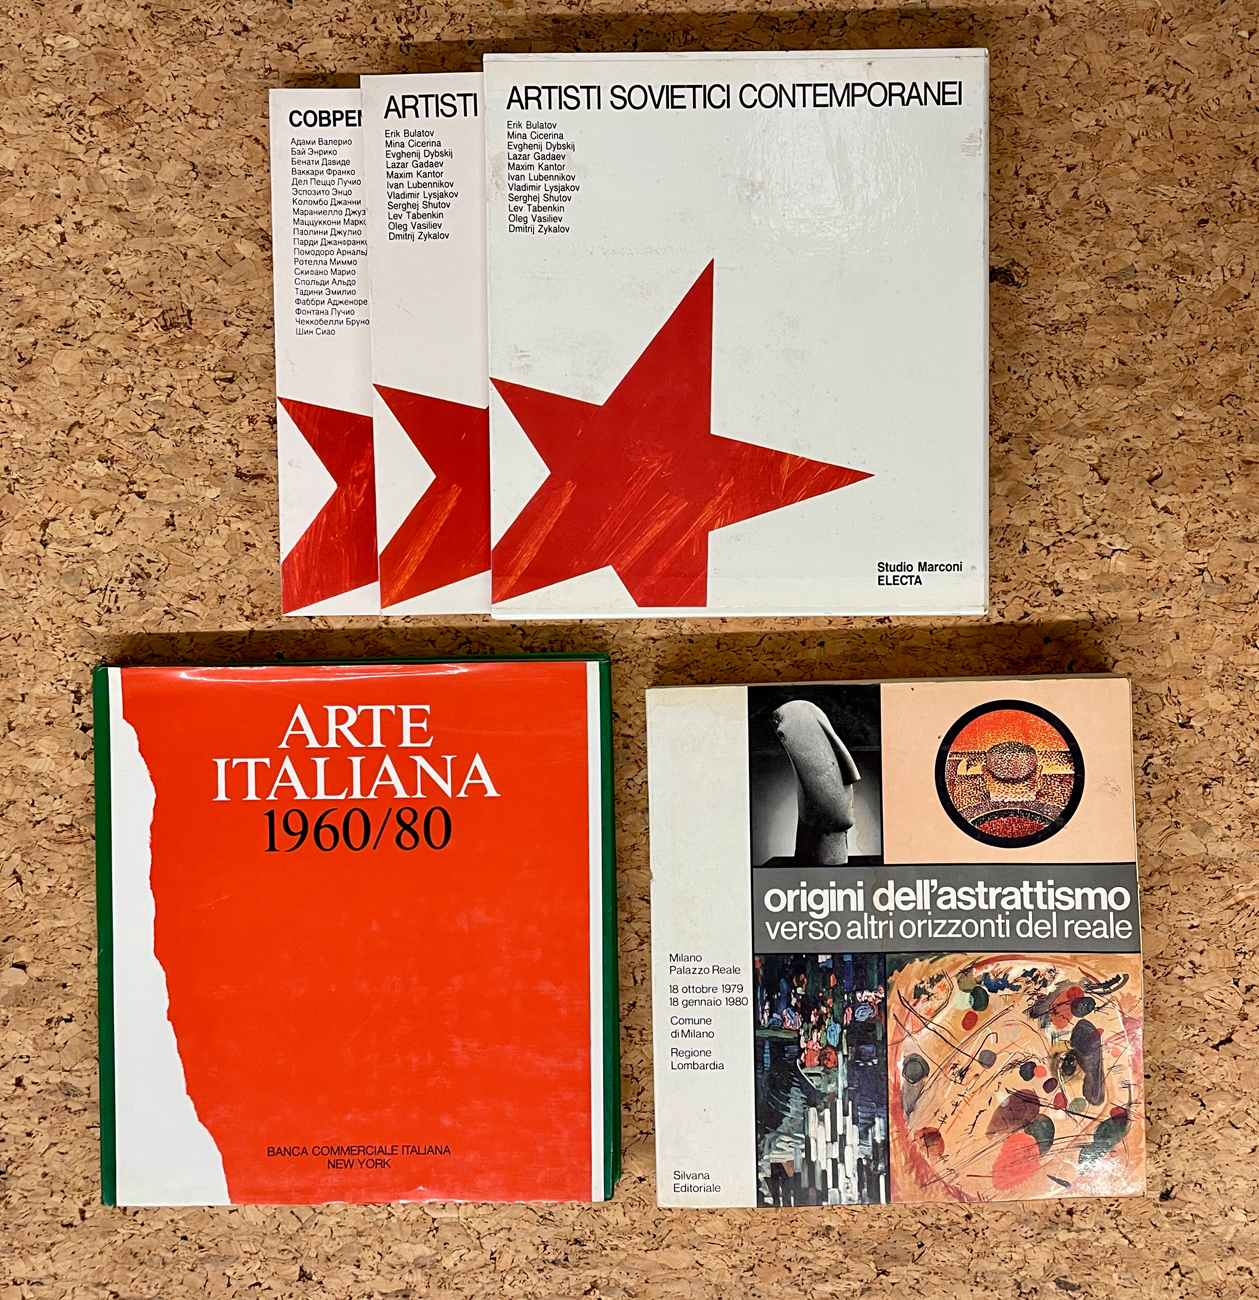 СОВРЕ
Адами Валерио
Бай Энрико
Бенати Давиде
Ваккари Франко
Дел Пеццо Лучио
Эспозито Энцо
Коломбо Джанни
Мараниелло Джуз
Маццуккони Марко
Паолини Джулио
Парди Джанфранко
Помодоро Арнальд
Ротелла Миммо
Скифано Марио
Спольди Альдо
Тадини Эмилио
Фаббри Адженоре
Фонтана Лучио
Чеккобелли Бруно
Шин Сиао
ARTISTI
Erik Bulatov
Mina Cicerina
Evghenij Dybskij
Lazar Gadaev
Maxim Kantor
Ivan Lubennikov
Vladimir Lysjakov
Serghej Shutov
Lev Tabenkin
Oleg Vasiliev
Dmitrij Zykalov
ARTISTI SOVIETICI CONTEMPORANEI
Erik Bulatov
Mina Cicerina
Evghenij Dybskij
Lazar Gadaev
Maxim Kantor
Ivan Lubennikov
Vladimir Lysjakov
Serghej Shutov
Lev Tabenkin
Oleg Vasiliev
Dmitrij Zykalov
Studio Marconi
ELECTA
ARTE
ITALIANA
1960/80
BANCA COMMERCIALE ITALIANA
NEW YORK
origini dell'astrattismo
verso altri orizzonti del reale
Milano
Palazzo Reale
18 ottobre 1979
18 gennaio 1980
Comune
di Milano
Regione
Lombardia
Silvana
Editoriale